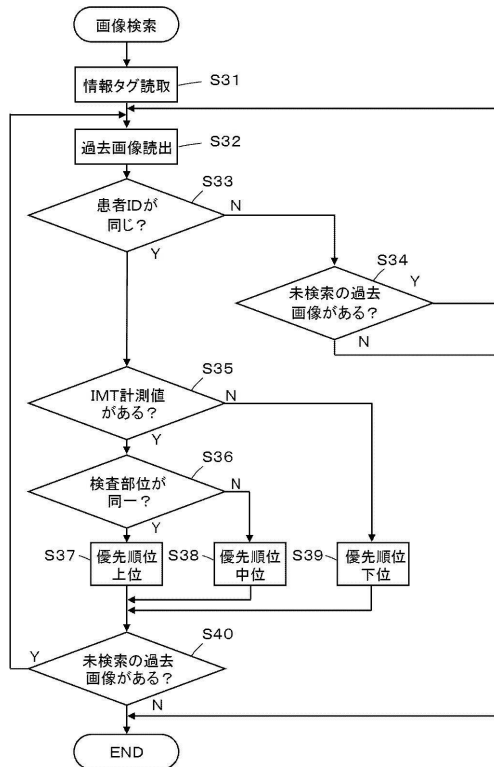 画像検索
情報タグ読取
S31
過去画像読出
S32
患者IDが
同じ?
S33
N
Y
未検索の過去
画像がある?
S34
Y
N
IMT計測値
がある?
S35
N
Y
検査部位が
同一?
S36
N
Y
S37
優先順位
上位
S38
優先順位
中位
S39
優先順位
下位
未検索の過去
画像がある?
S40
Y
N
END